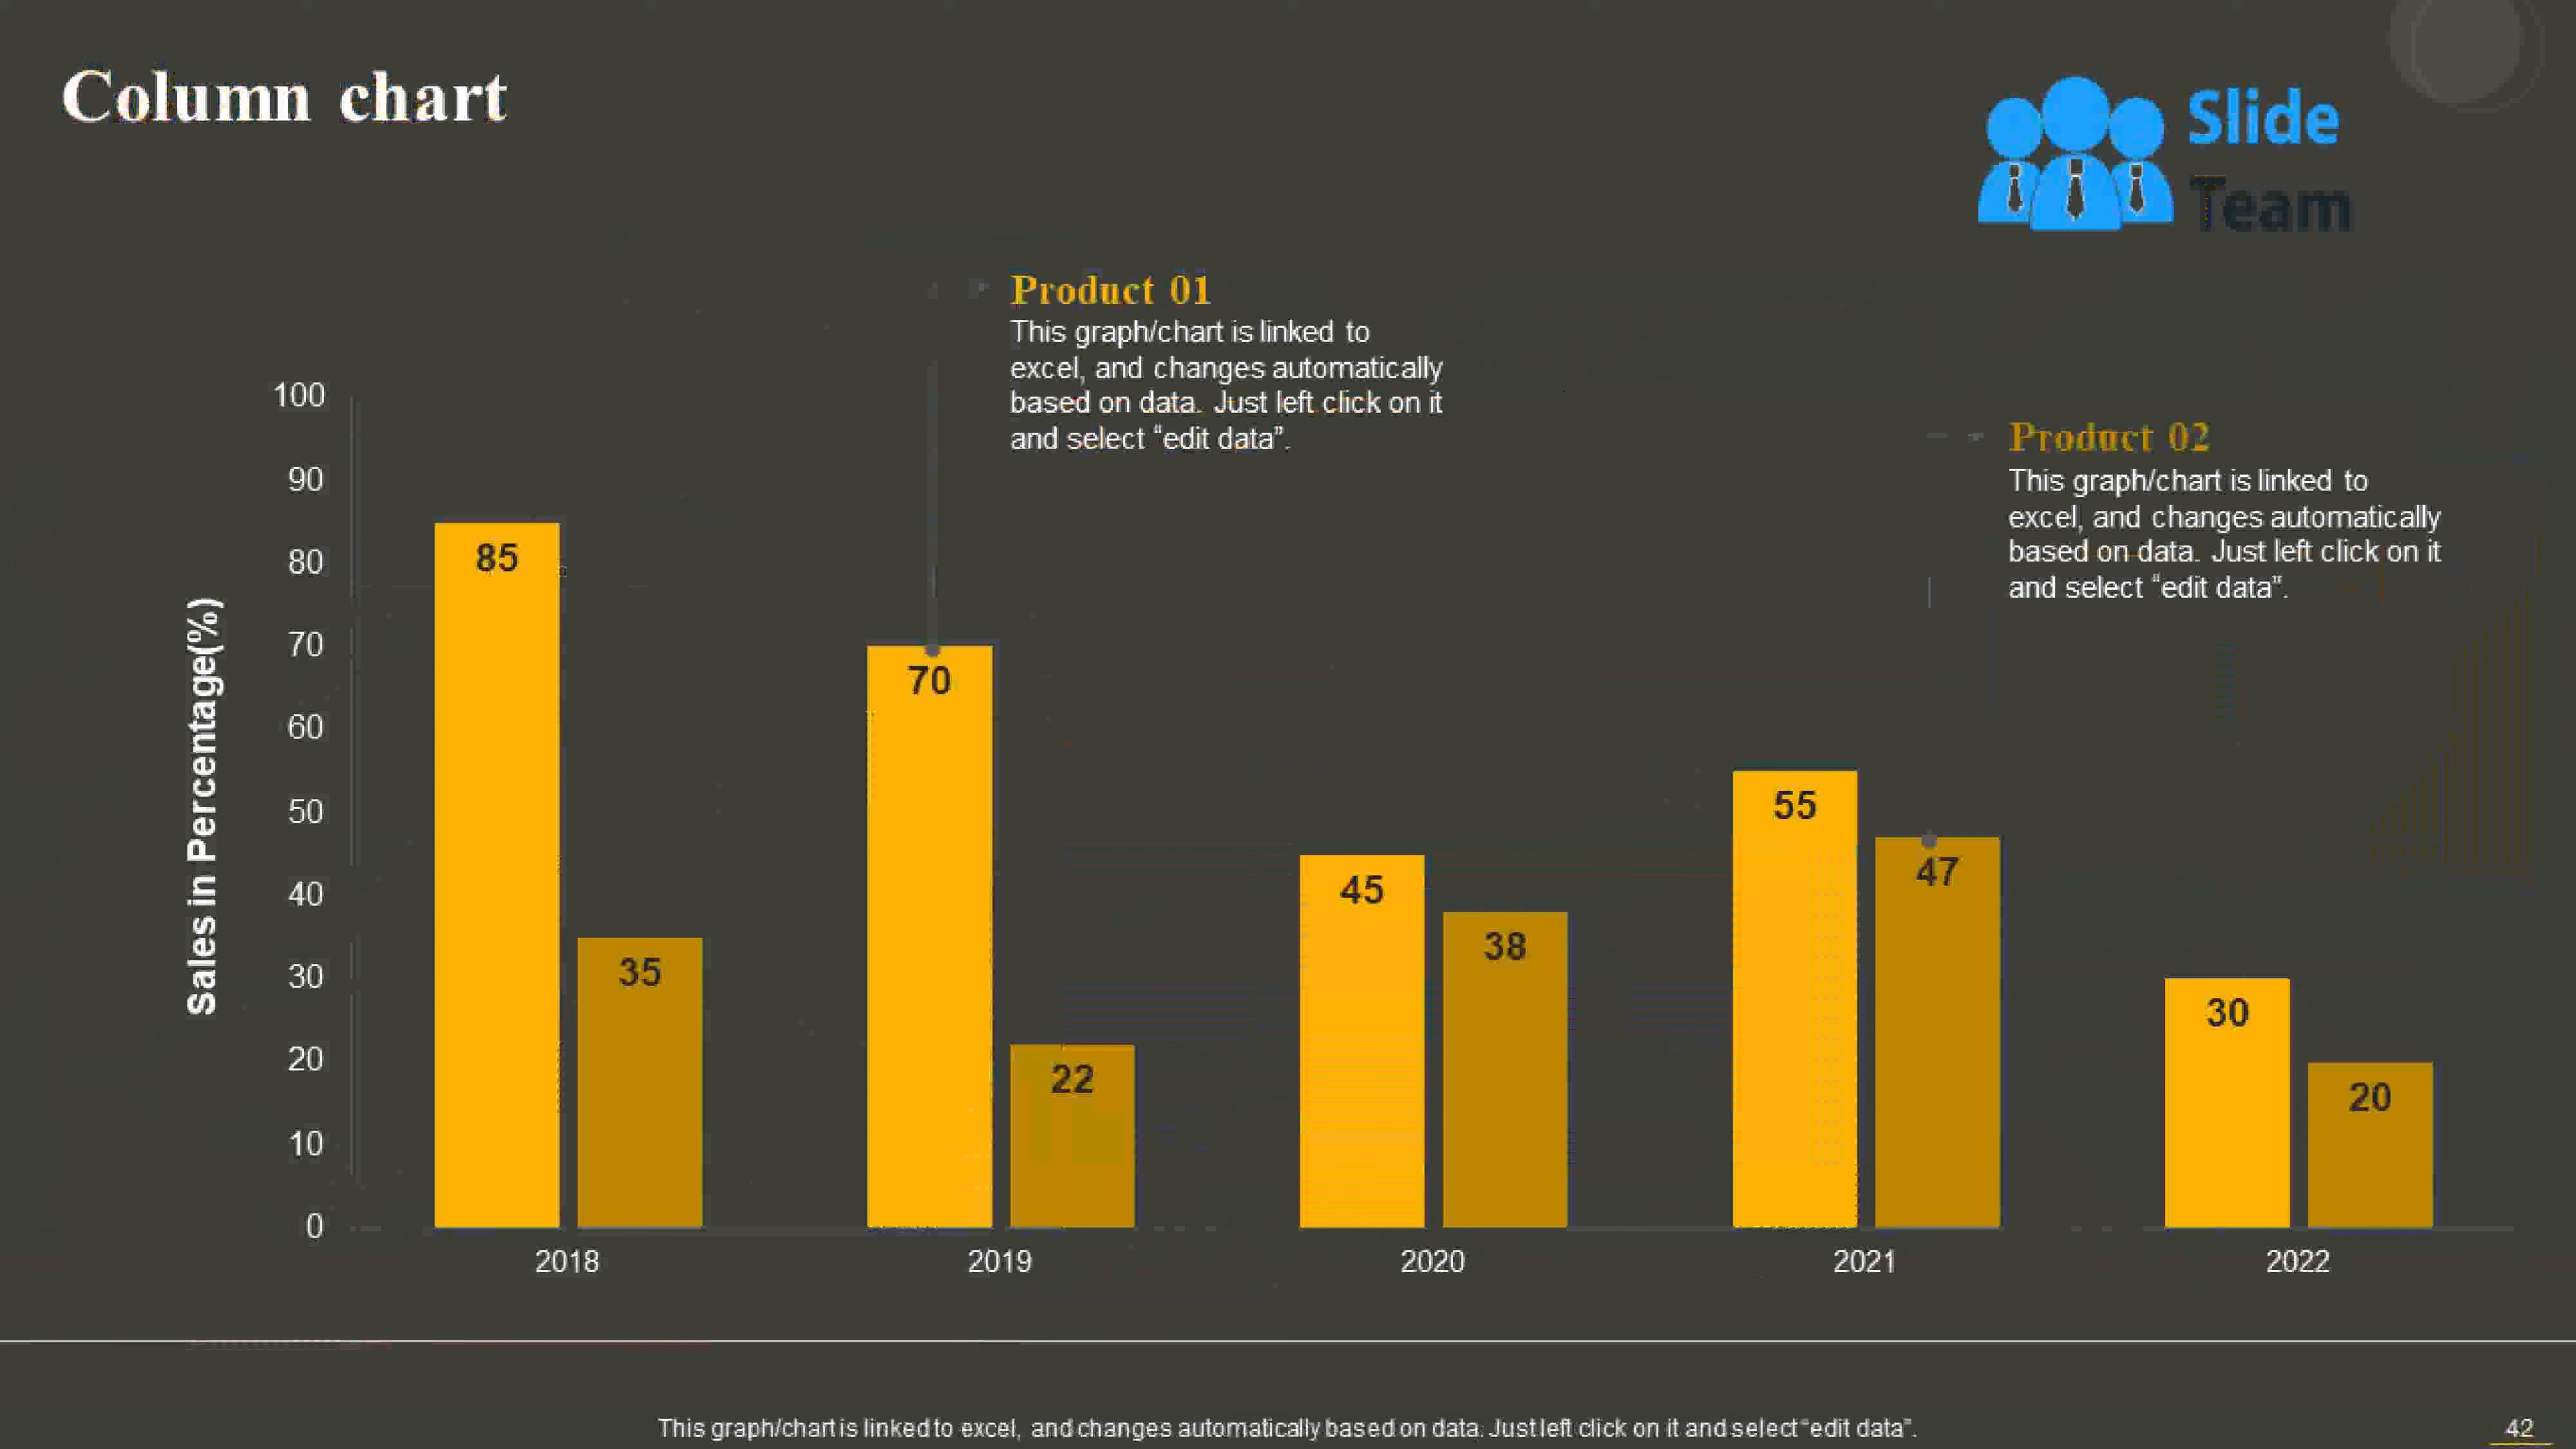 Column chart
Slide
Team
Product 01
This graph/chart is linked to
excel, and changes automatically
based on data. Just left click on it
and select “edit data”.
Product 02
This graph/chart is linked to
excel, and changes automatically
based on data. Just left click on it
and select “edit data”.
Sales in Percentage(%)
100
90
80
70
60
50
40
30
20
10
0
85
35
70
22
45
38
55
47
30
20
2018
2019
2020
2021
2022
This graph/chart is linked to excel, and changes automatically based on data. Just left click on it and select “edit data”.
42